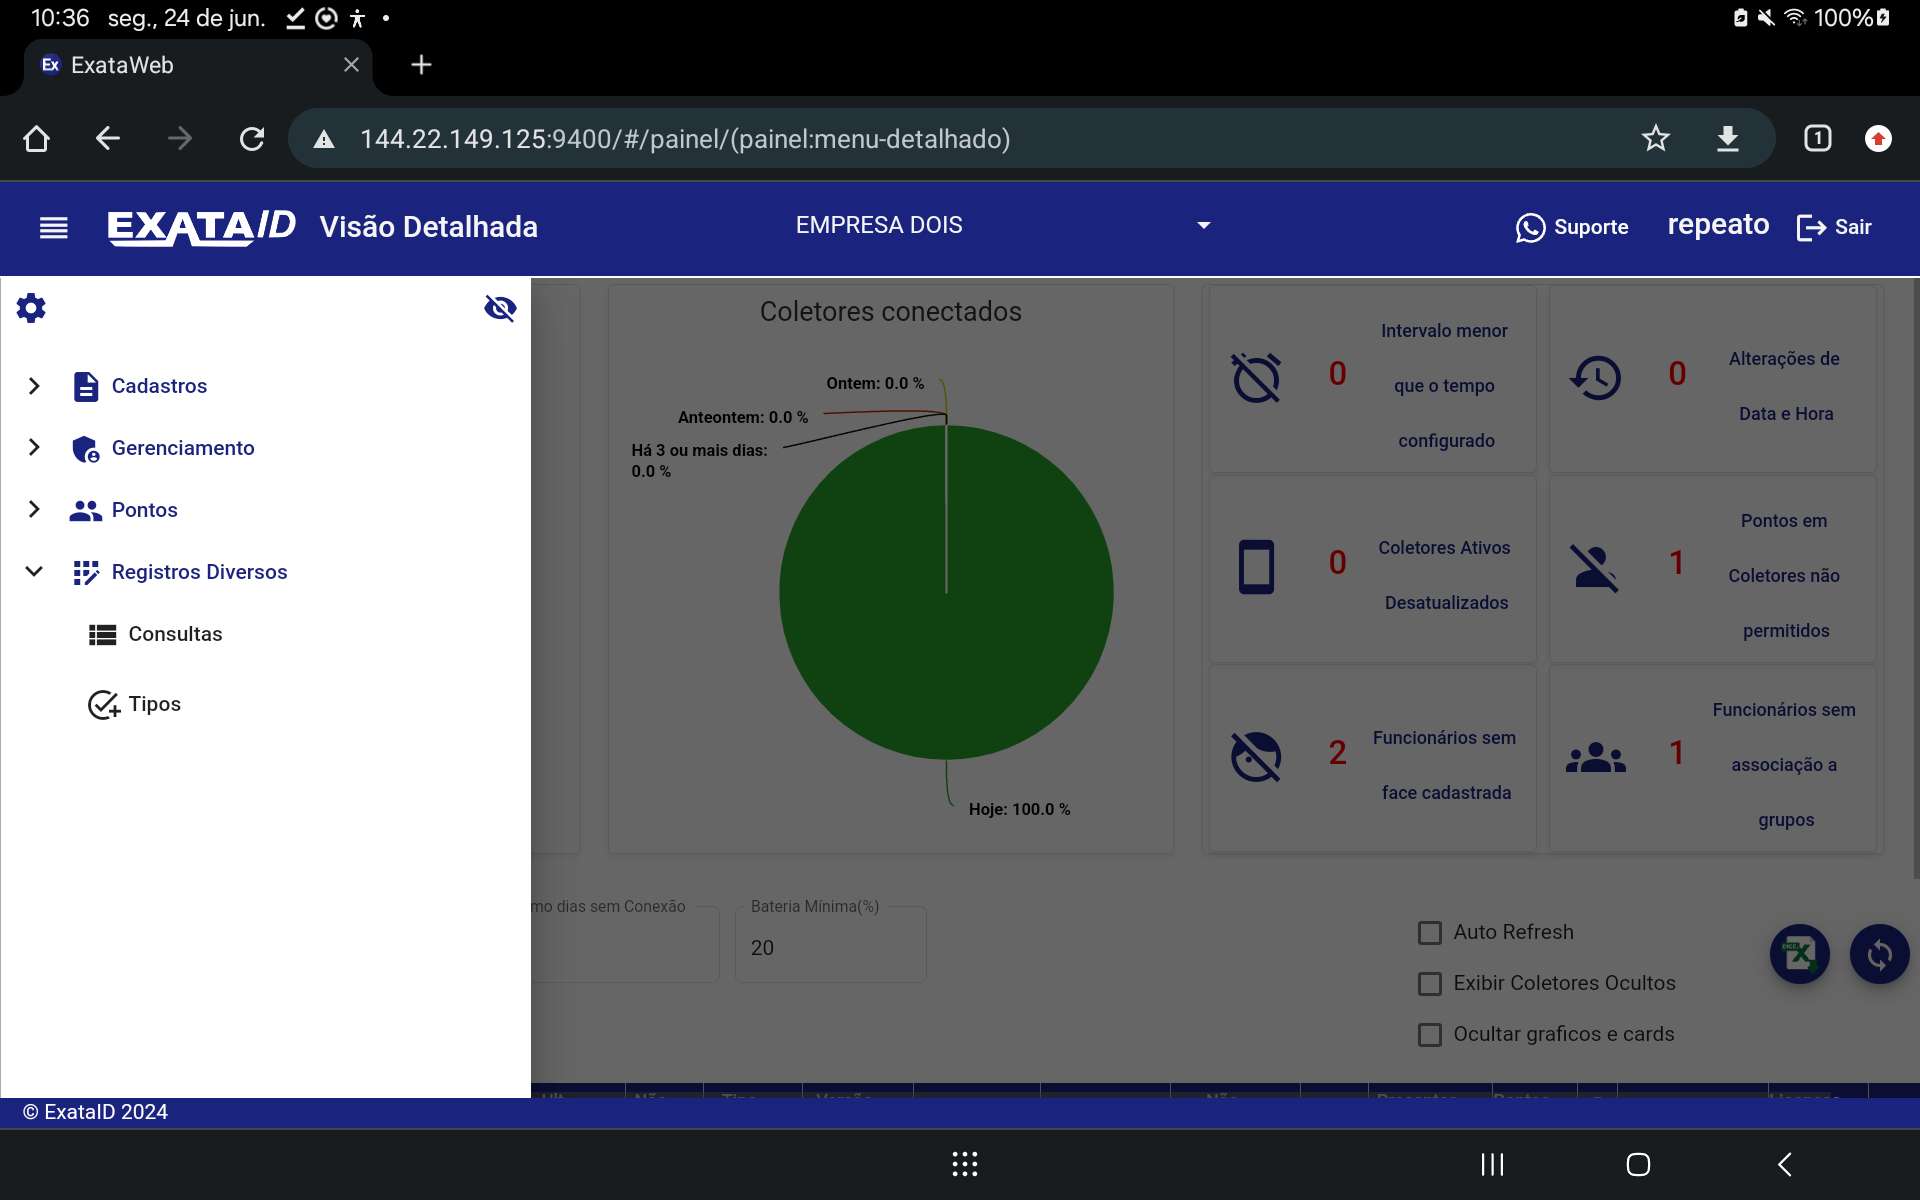 10:36 seg., 24 de jun.
100%
Ex ExataWeb
144.22.149.125:9400/#/painel/(painel:menu-detalhado)
1
EXATAID Visão Detalhada
EMPRESA DOIS
Suporte
repeato
Sair
Cadastros
Gerenciamento
Pontos
Registros Diversos
Consultas
Tipos
Coletores conectados
Ontem: 0.0 %
Anteontem: 0.0 %
Há 3 ou mais dias:
0.0 %
Hoje: 100.0 %
0
Intervalo menor
que o tempo
configurado
0
Alterações de
Data e Hora
0
Coletores Ativos
Desatualizados
1
Pontos em
Coletores não
permitidos
2
Funcionários sem
face cadastrada
1
Funcionários sem
associação a
grupos
mo dias sem Conexão
Bateria Mínima(%)
20
Auto Refresh
Exibir Coletores Ocultos
Ocultar graficos e cards
© ExataID 2024